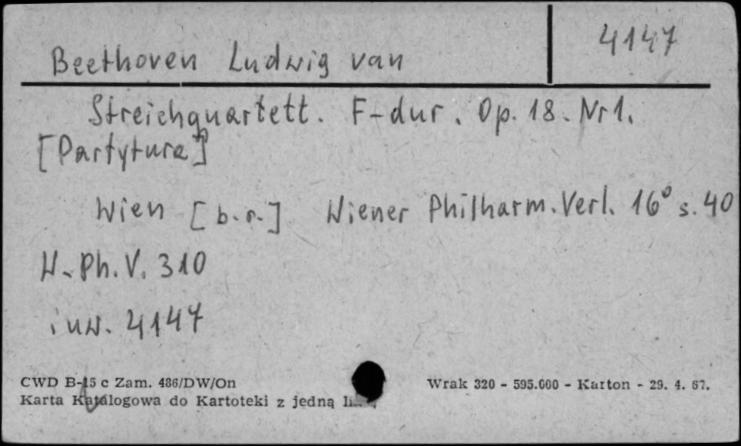 Beethoven Ludwig van
4147
Streichquartett. F-dur. Op. 18. Nr 1.
[Partytura]
Wien [b.r.] Wiener Philharm. Verl. 16° s. 40
W. Ph. V. 310
inw. 4147
CWD B-15 c Zam. 486/DW/On
Wrak 320 - 595.000 - Karton - 29. 4. 67.
Karta Katalogowa do Kartoteki z jedną